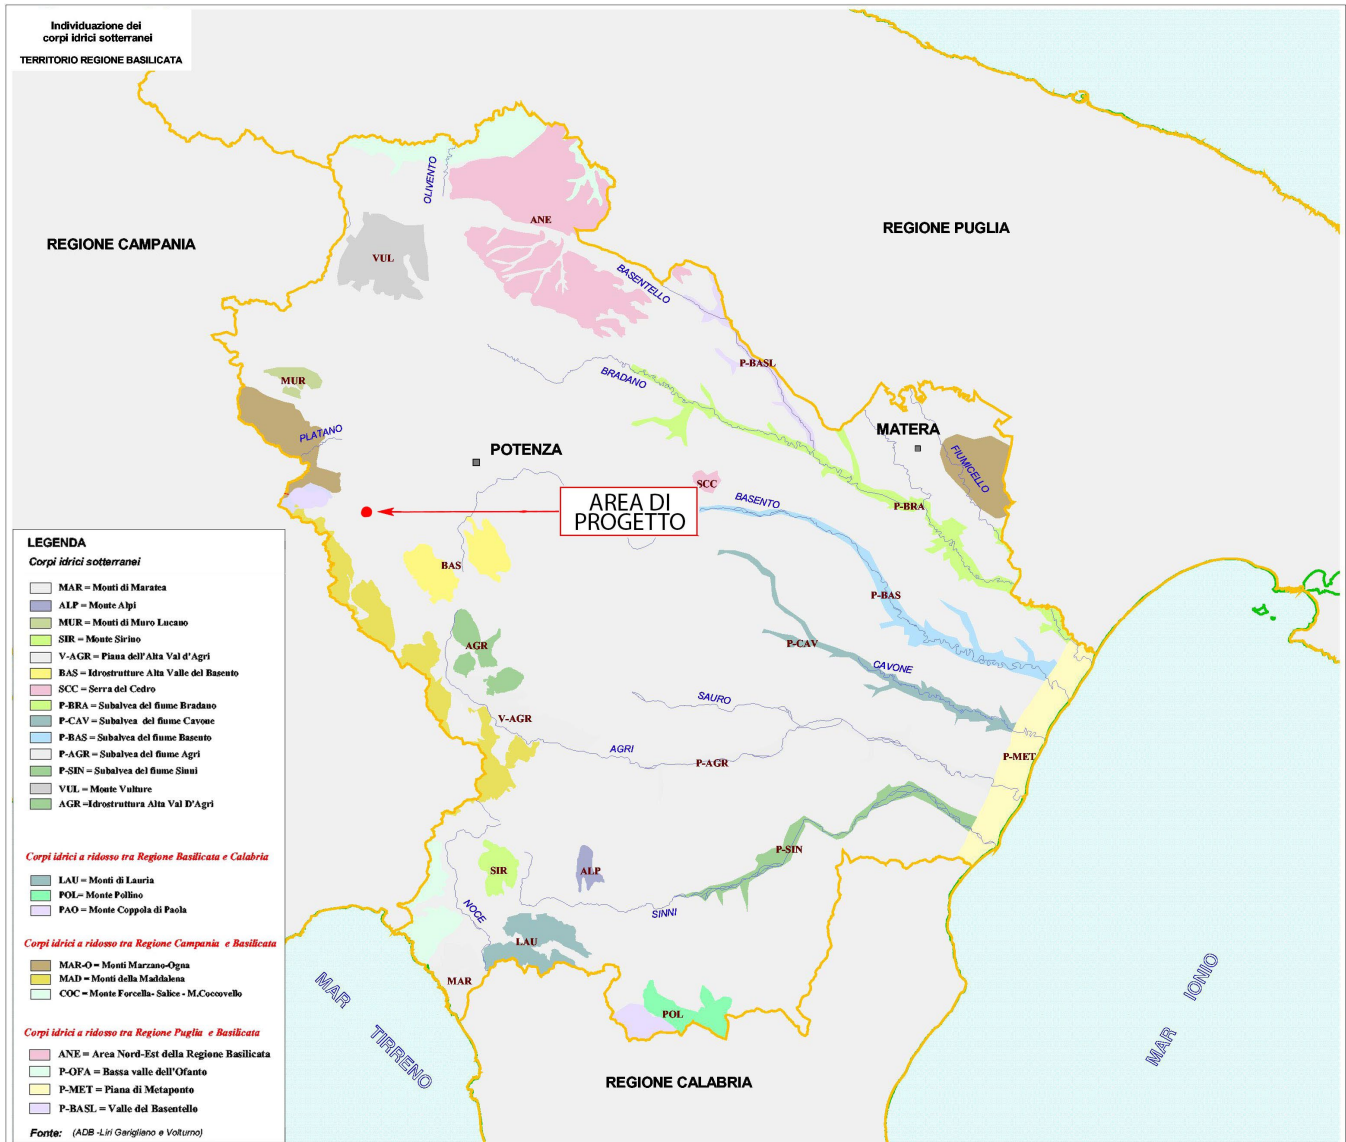 Individuazione dei
corpi idrici sotterranei
TERRITORIO REGIONE BASILICATA
OLIVENTO
ANE
REGIONE PUGLIA
REGIONE CAMPANIA
VUL
BASENTELLO
P-BASL
BRADANO
MUR
PLATANO
MATERA
POTENZA
FIUMICELLO
SCC
BASENTO
P-BRA
AREA DI
PROGETTO
BAS
P-BAS
AGR
P-CAV
CAVONE
SAURO
V-AGR
AGRI
P-AGR
P-MET
P-SIN
SIR
ALP
NOCE
SINNI
LAU
MAR
POL
MAR TIRRENO
MAR IONIO
REGIONE CALABRIA
LEGENDA
Corpi idrici sotterranei
MAR = Monti di Maratea
ALP = Monte Alpi
MUR = Monti di Muro Lucano
SIR = Monte Sirino
V-AGR = Piana dell'Alta Val d'Agri
BAS = Idrostrutture Alta Valle del Basento
SCC = Serra del Cedro
P-BRA = Subalvea del fiume Bradano
P-CAV = Subalvea del fiume Cavone
P-BAS = Subalvea del fiume Basento
P-AGR = Subalvea del fiume Agri
P-SIN = Subalvea del fiume Sinni
VUL = Monte Vulture
AGR =Idrostruttura Alta Val D'Agri
Corpi idrici a ridosso tra Regione Basilicata e Calabria
LAU = Monti di Lauria
POL= Monte Pollino
PAO = Monte Coppola di Paola
Corpi idrici a ridosso tra Regione Campania e Basilicata
MAR-O = Monti Marzano-Ogna
MAD = Monti della Maddalena
COC = Monte Forcella- Salice - M.Coccovello
Corpi idrici a ridosso tra Regione Puglia e Basilicata
ANE = Area Nord-Est della Regione Basilicata
P-OFA = Bassa valle dell'Ofanto
P-MET = Piana di Metaponto
P-BASL = Valle del Basentello
Fonte: (ADB -Liri Garigliano e Volturno)